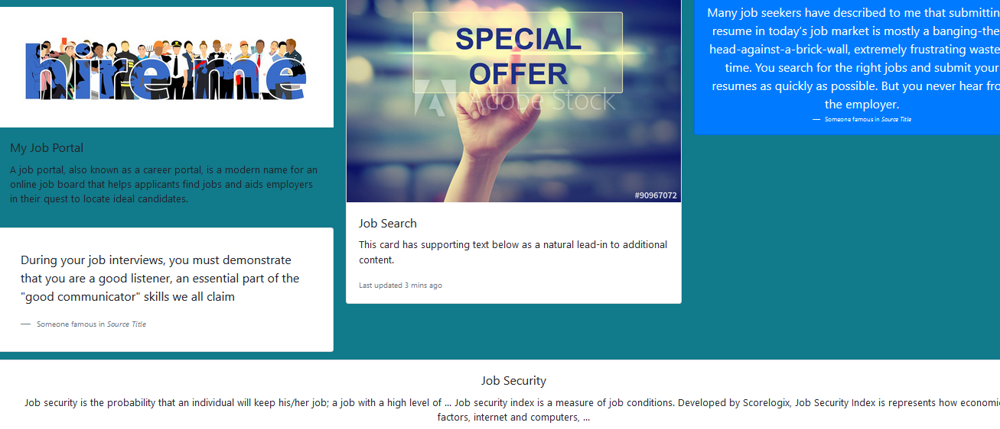 hire me
My Job Portal
A job portal, also known as a career portal, is a modern name for an
online job board that helps applicants find jobs and aids employers
in their quest to locate ideal candidates.
During your job interviews, you must demonstrate
that you are a good listener, an essential part of the
"good communicator" skills we all claim
— Someone famous in Source Title
SPECIAL
OFFER
Adobe Stock
#90967072
Job Search
This card has supporting text below as a natural lead-in to additional
content.
Last updated 3 mins ago
Many job seekers have described to me that submittin
resume in today's job market is mostly a banging-the
head-against-a-brick-wall, extremely frustrating waste
time. You search for the right jobs and submit your
resumes as quickly as possible. But you never hear fro
the employer.
— Someone famous in Source Title
Job Security
Job security is the probability that an individual will keep his/her job; a job with a high level of ... Job security index is a measure of job conditions. Developed by Scorelogix, Job Security Index is represents how economi
factors, internet and computers, ...